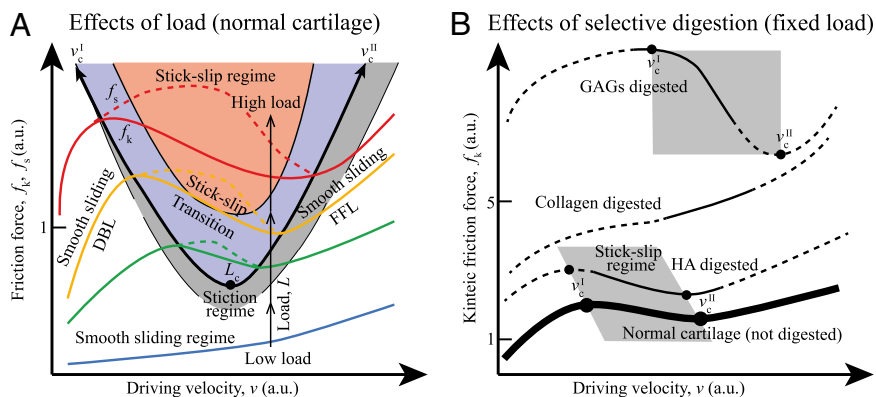 A Effects of load (normal cartilage)
v_c^I
v_c^II
Stick-slip regime
f_s
High load
f_k
Friction force, f_k, f_s (a.u.)
1
Smooth sliding
DBL
Stick-slip
Transition
Smooth sliding
FFL
L_c
Stiction
regime
Load, L
Smooth sliding regime
Low load
Driving velocity, v (a.u.)
B Effects of selective digestion (fixed load)
v_c^I
GAGs digested
v_c^II
Kinteic friction force, f_k (a.u.)
5
Collagen digested
Stick-slip
regime
HA digested
v_c^I
v_c^II
Normal cartilage (not digested)
1
Driving velocity, v (a.u.)